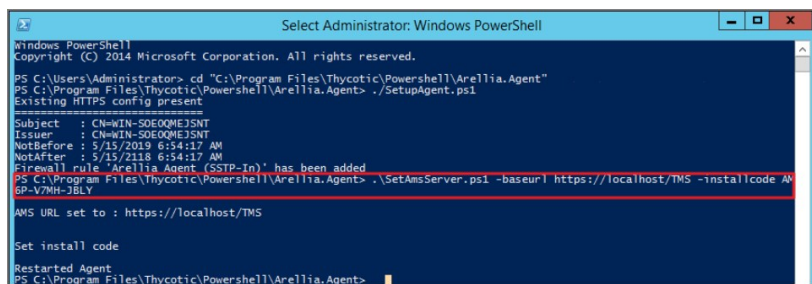 Select Administrator: Windows PowerShell
Windows PowerShell
Copyright (C) 2014 Microsoft Corporation. All rights reserved.
PS C:\Users\Administrator> cd "C:\Program Files\Thycotic\Powershell\Arellia.Agent"
PS C:\Program Files\Thycotic\Powershell\Arellia.Agent> ./SetupAgent.ps1
Existing HTTPS config present
==============================
Subject : CN=WIN-SOEOQMEJSNT
Issuer : CN=WIN-SOEOQMEJSNT
NotBefore : 5/15/2019 6:54:17 AM
NotAfter : 5/15/2118 6:54:17 AM
Firewall rule 'Arellia Agent (SSTP-In)' has been added
PS C:\Program Files\Thycotic\Powershell\Arellia.Agent> .\SetAmsServer.ps1 -baseurl https://localhost/TMS -installcode AM
6P-V7MH-JBLY
AMS URL set to : https://localhost/TMS
Set install code
Restarted Agent
PS C:\Program Files\Thycotic\Powershell\Arellia.Agent>